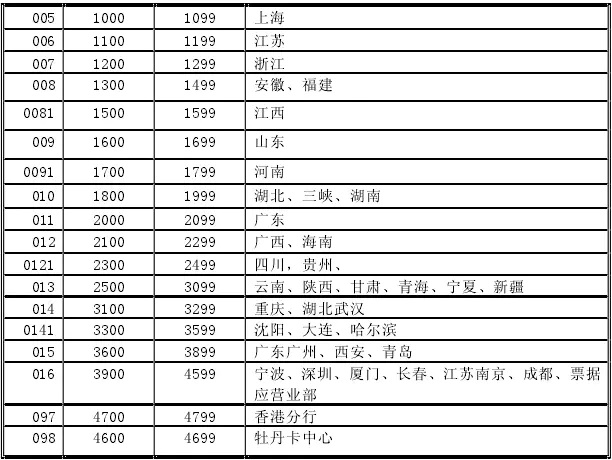 005 1000 1099 上海
006 1100 1199 江苏
007 1200 1299 浙江
008 1300 1499 安徽、福建
0081 1500 1599 江西
009 1600 1699 山东
0091 1700 1799 河南
010 1800 1999 湖北、三峡、湖南
011 2000 2099 广东
012 2100 2299 广西、海南
0121 2300 2499 四川，贵州、
013 2500 3099 云南、陕西、甘肃、青海、宁夏、新疆
014 3100 3299 重庆、湖北武汉
0141 3300 3599 沈阳、大连、哈尔滨
015 3600 3899 广东广州、西安、青岛
016 3900 4599 宁波、深圳、厦门、长春、江苏南京、成都、票据
应营业部
097 4700 4799 香港分行
098 4600 4699 牡丹卡中心